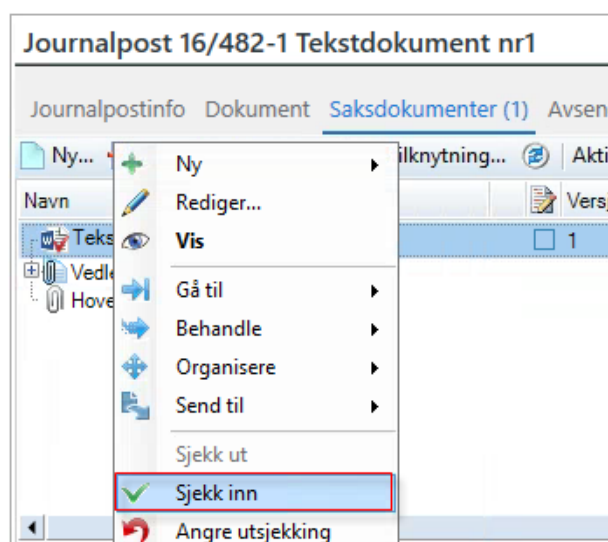 Journalpost 16/482-1 Tekstdokument nr1
Journalpostinfo Dokument Saksdokumenter (1) Avsen
Ny... ilknytning... Akti
Navn Versj
Teks 1
Vedle
Hove
Ny
Rediger...
Vis
Gå til
Behandle
Organisere
Send til
Sjekk ut
Sjekk inn
Angre utsjekking